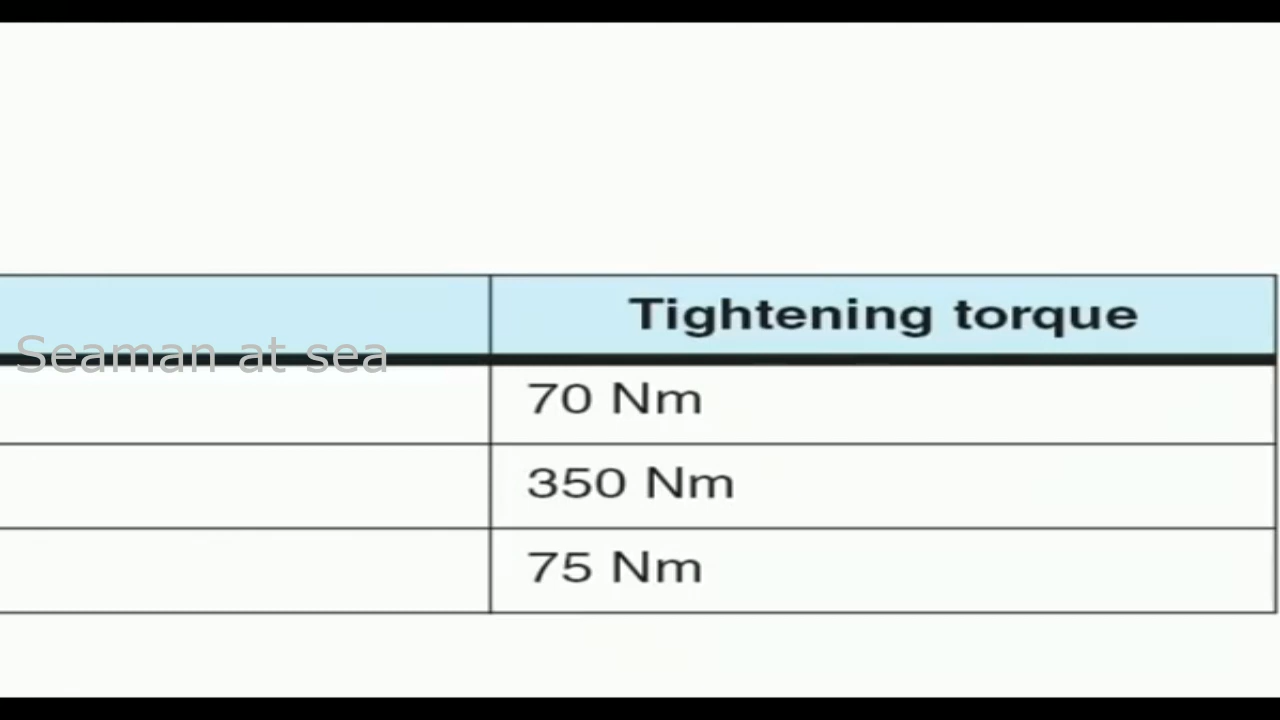 Tightening torque
Seaman at sea
70 Nm
350 Nm
75 Nm